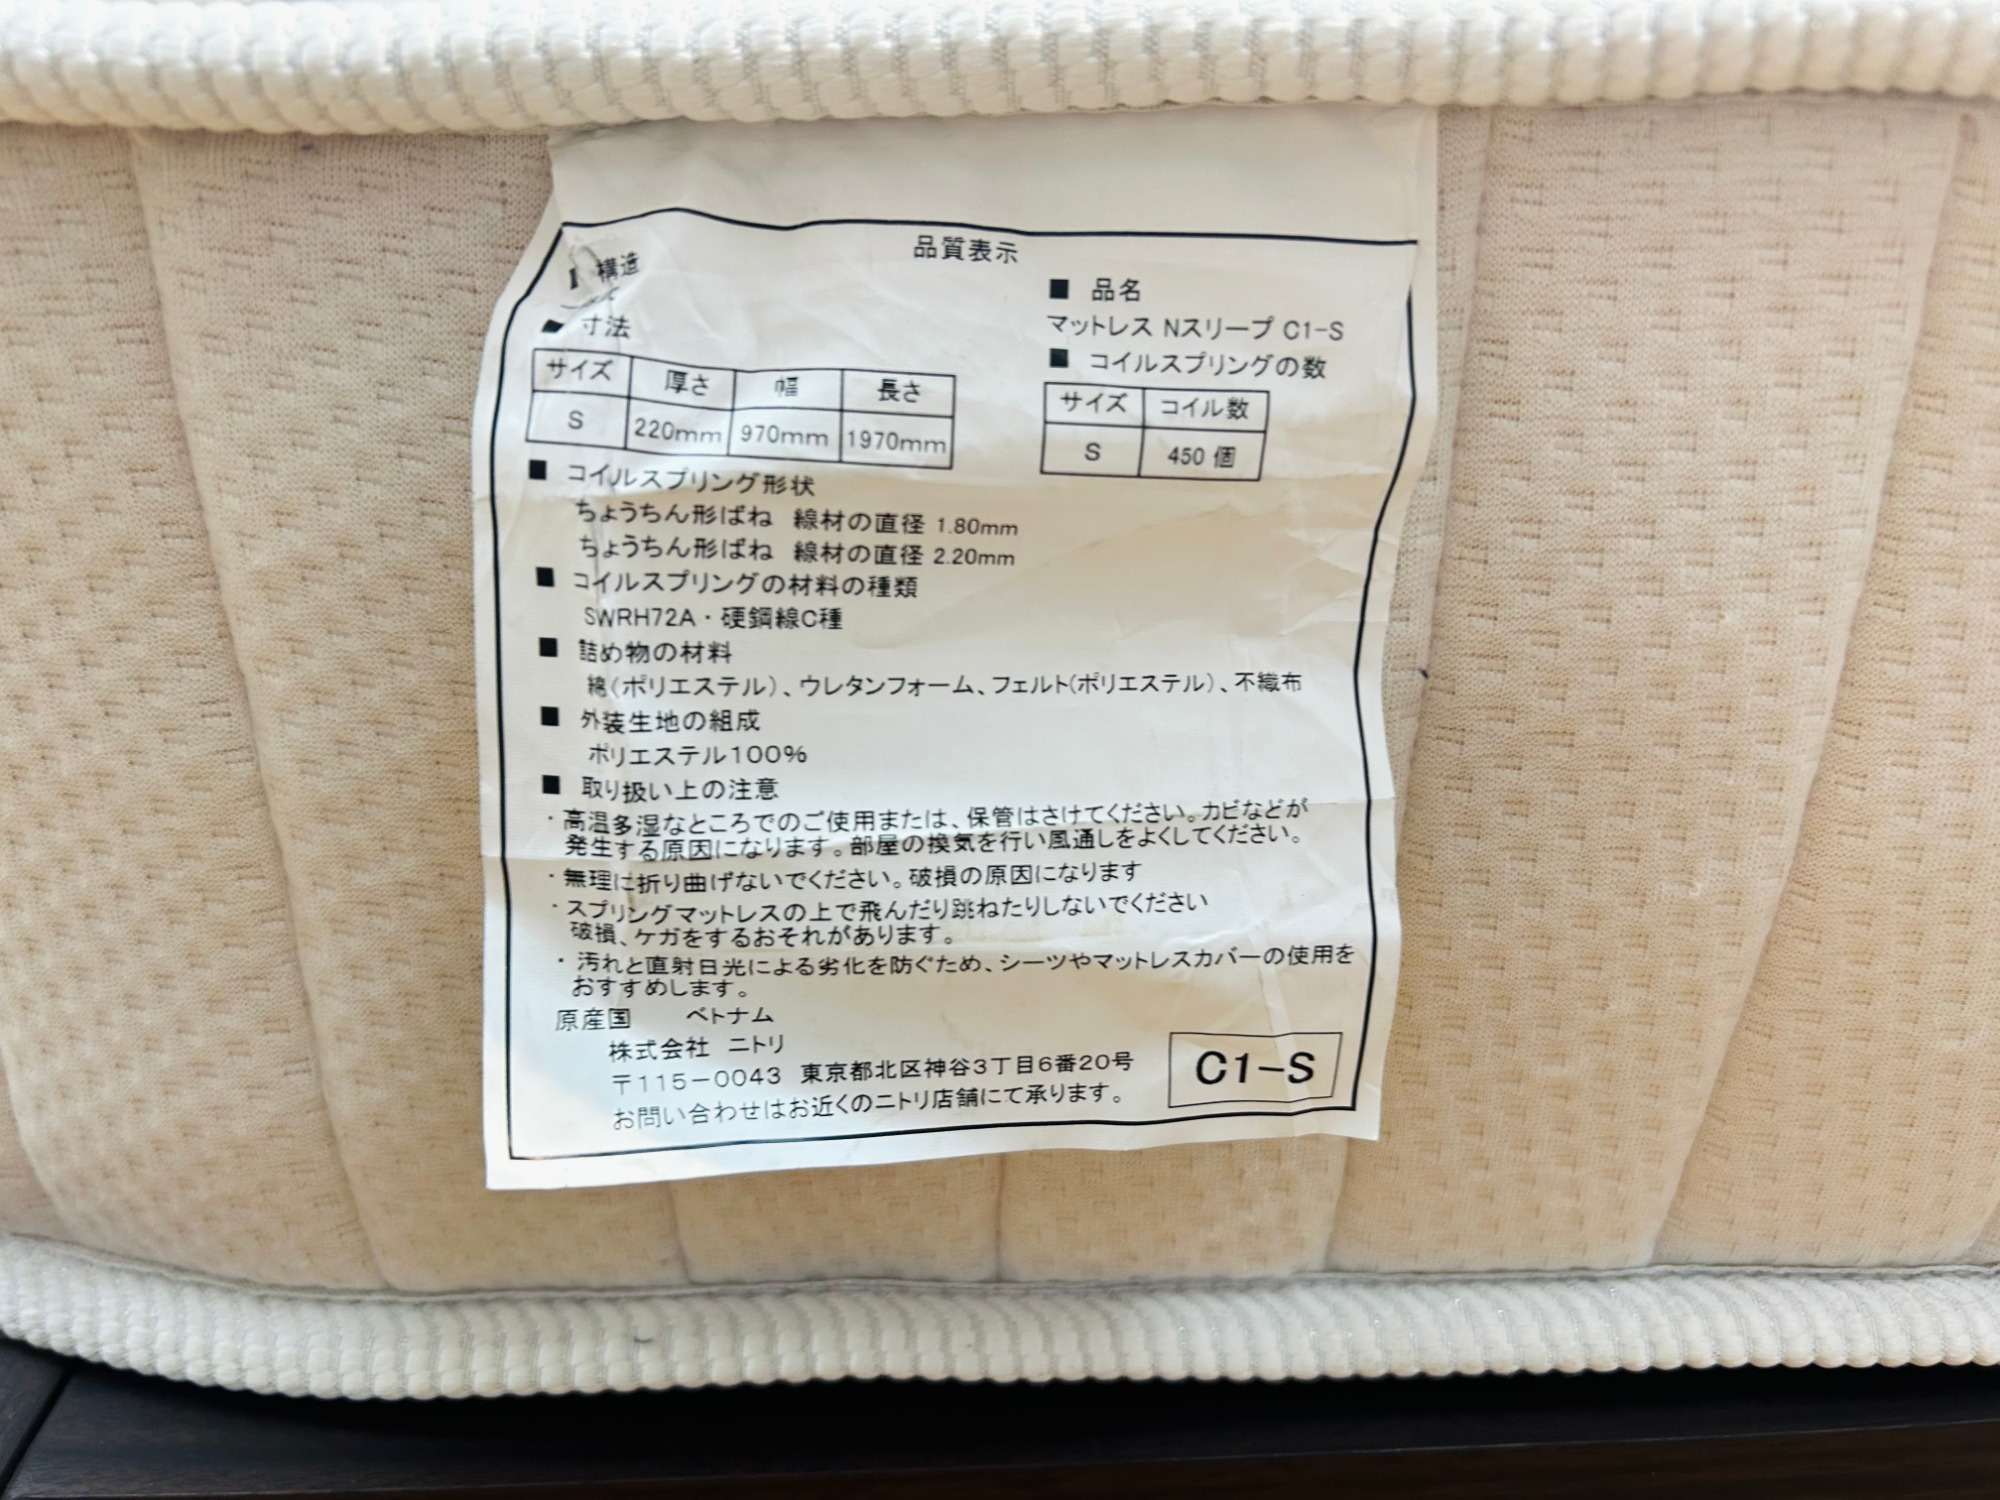 品質表示
■ 構造
■ 寸法
サイズ 厚さ 幅 長さ
S 220mm 970mm 1970mm
■ 品名
マットレス Nスリープ C1-S
■ コイルスプリングの数
サイズ コイル数
S 450 個
■ コイルスプリング形状
ちょうちん形ばね 線材の直径 1.80mm
ちょうちん形ばね 線材の直径 2.20mm
■ コイルスプリングの材料の種類
SWRH72A・硬鋼線C種
■ 詰め物の材料
綿(ポリエステル)、ウレタンフォーム、フェルト(ポリエステル)、不織布
■ 外装生地の組成
ポリエステル100%
■ 取り扱い上の注意
・高温多湿なところでのご使用または、保管はさけてください。カビなどが
発生する原因になります。部屋の換気を行い風通しをよくしてください。
・無理に折り曲げないでください。破損の原因になります
・スプリングマットレスの上で飛んだり跳ねたりしないでください
破損、ケガをするおそれがあります。
・汚れと直射日光による劣化を防ぐため、シーツやマットレスカバーの使用を
おすすめします。
原産国 ベトナム
株式会社 ニトリ
〒115-0043 東京都北区神谷3丁目6番20号
お問い合わせはお近くのニトリ店舗にて承ります。
C1-S